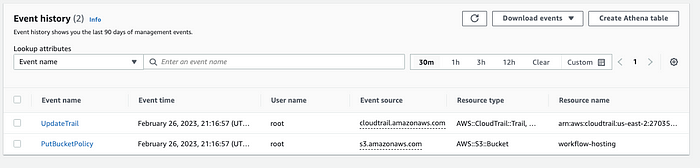 Event history (2) Info
Download events
Create Athena table
Event history shows you the last 90 days of management events.
Lookup attributes
Event name
Enter an event name
30m 1h 3h 12h Clear Custom
1
Event name Event time User name Event source Resource type Resource name
UpdateTrail February 26, 2023, 21:16:57 (UT... root cloudtrail.amazonaws.com AWS::CloudTrail::Trail, ... arn:aws:cloudtrail:us-east-2:27035...
PutBucketPolicy February 26, 2023, 21:16:57 (UT... root s3.amazonaws.com AWS::S3::Bucket workflow-hosting